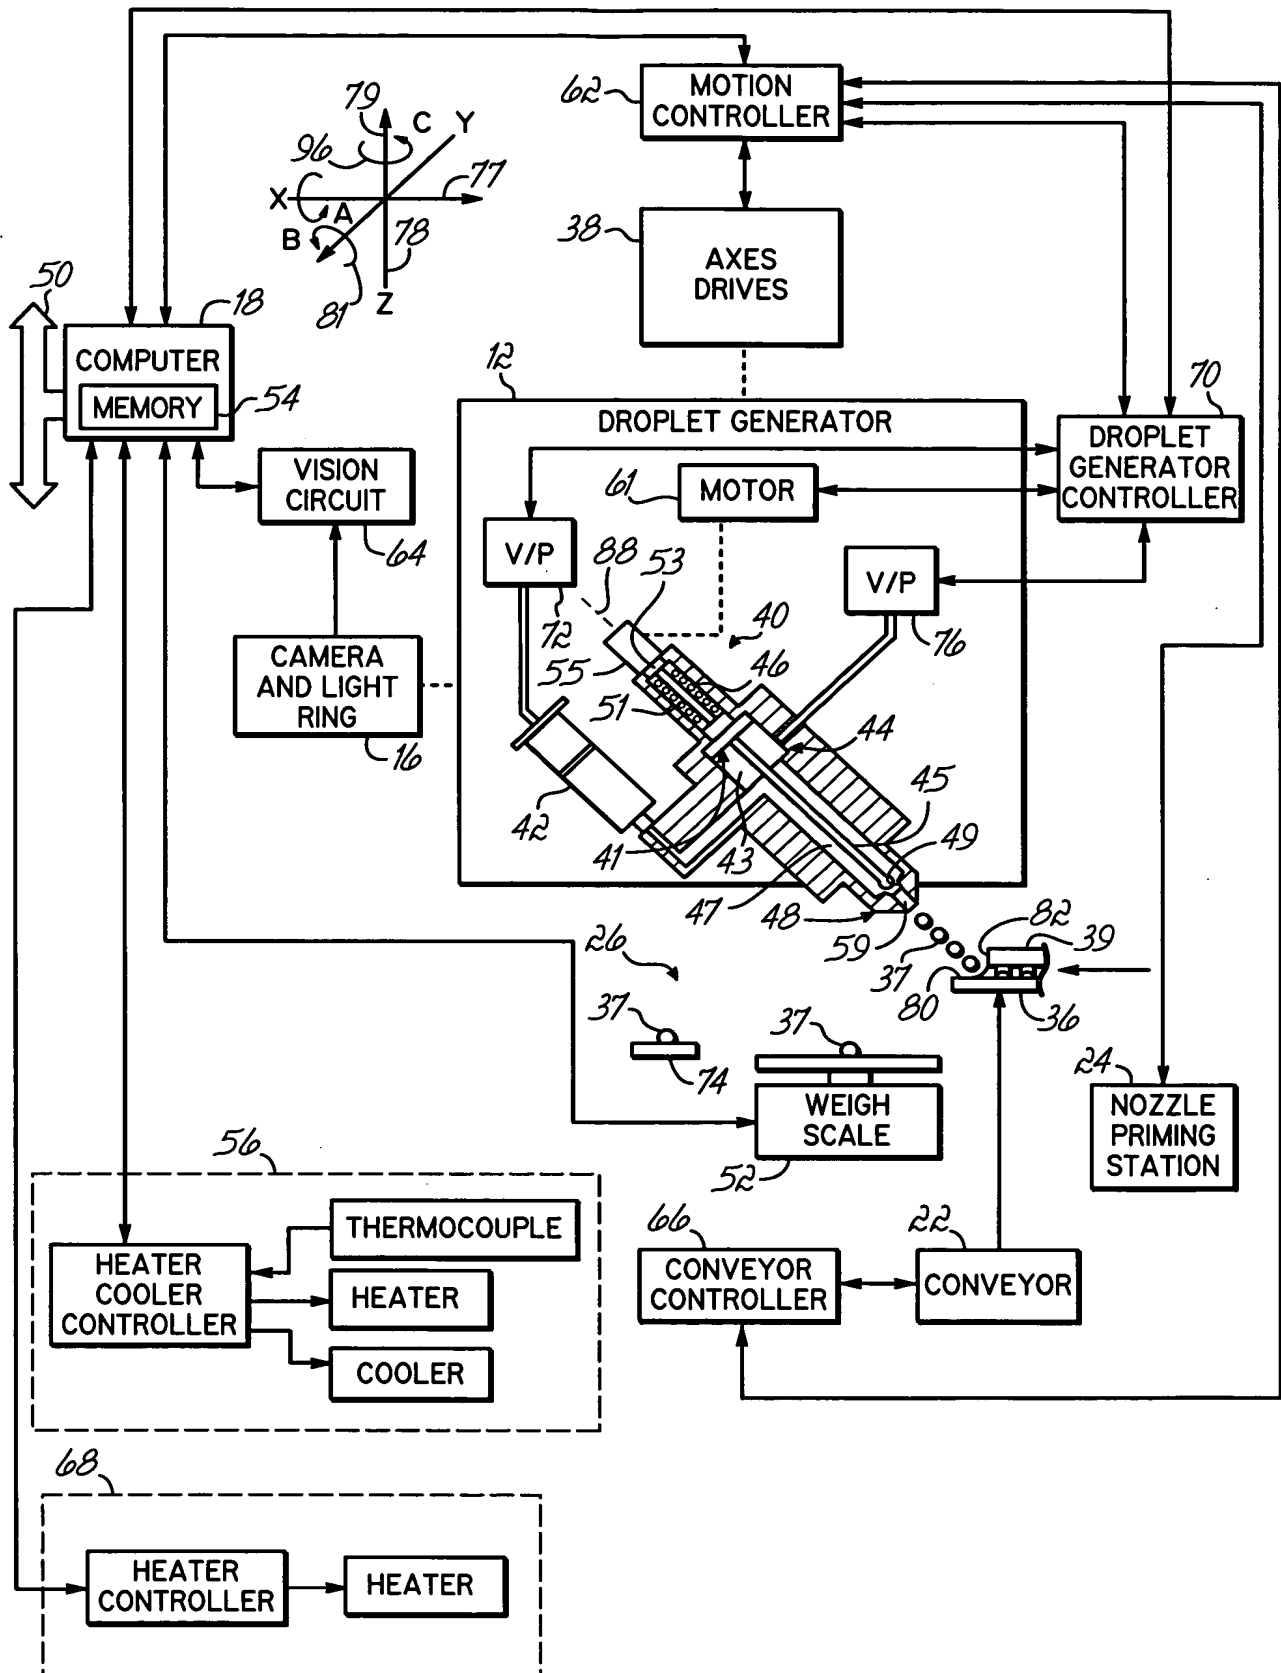 62
MOTION
CONTROLLER
79
C
Y
96
X
77
A
B
78
81
Z
38
AXES
DRIVES
50
18
COMPUTER
MEMORY
54
12
DROPLET GENERATOR
70
DROPLET
GENERATOR
CONTROLLER
VISION
CIRCUIT
64
61
MOTOR
V/P
72
88
53
V/P
76
40
55
46
51
44
CAMERA
AND LIGHT
RING
16
42
41
43
45
49
47
48
59
82
39
26
37
80
36
37
74
37
WEIGH
SCALE
52
24
NOZZLE
PRIMING
STATION
56
THERMOCOUPLE
HEATER
COOLER
CONTROLLER
HEATER
COOLER
66
CONVEYOR
CONTROLLER
22
CONVEYOR
68
HEATER
CONTROLLER
HEATER